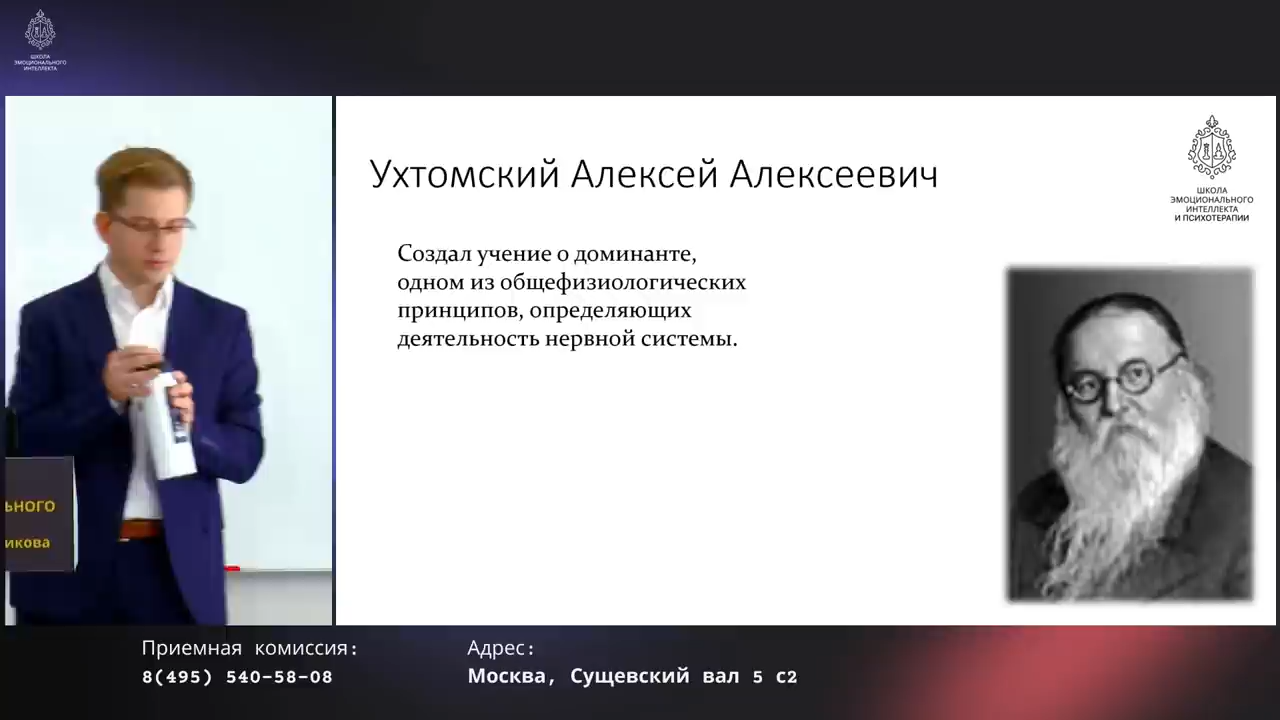 ШКОЛА
ЭМОЦИОНАЛЬНОГО
ИНТЕЛЛЕКТА
Ухтомский Алексей Алексеевич
ШКОЛА
ЭМОЦИОНАЛЬНОГО
ИНТЕЛЛЕКТА
И ПСИХОТЕРАПИИ
Создал учение о доминанте,
одном из общефизиологических
принципов, определяющих
деятельность нервной системы.
ЬНОГО
икова
Приемная комиссия:
8(495) 540-58-08
Адрес:
Москва, Сущевский вал 5 с2